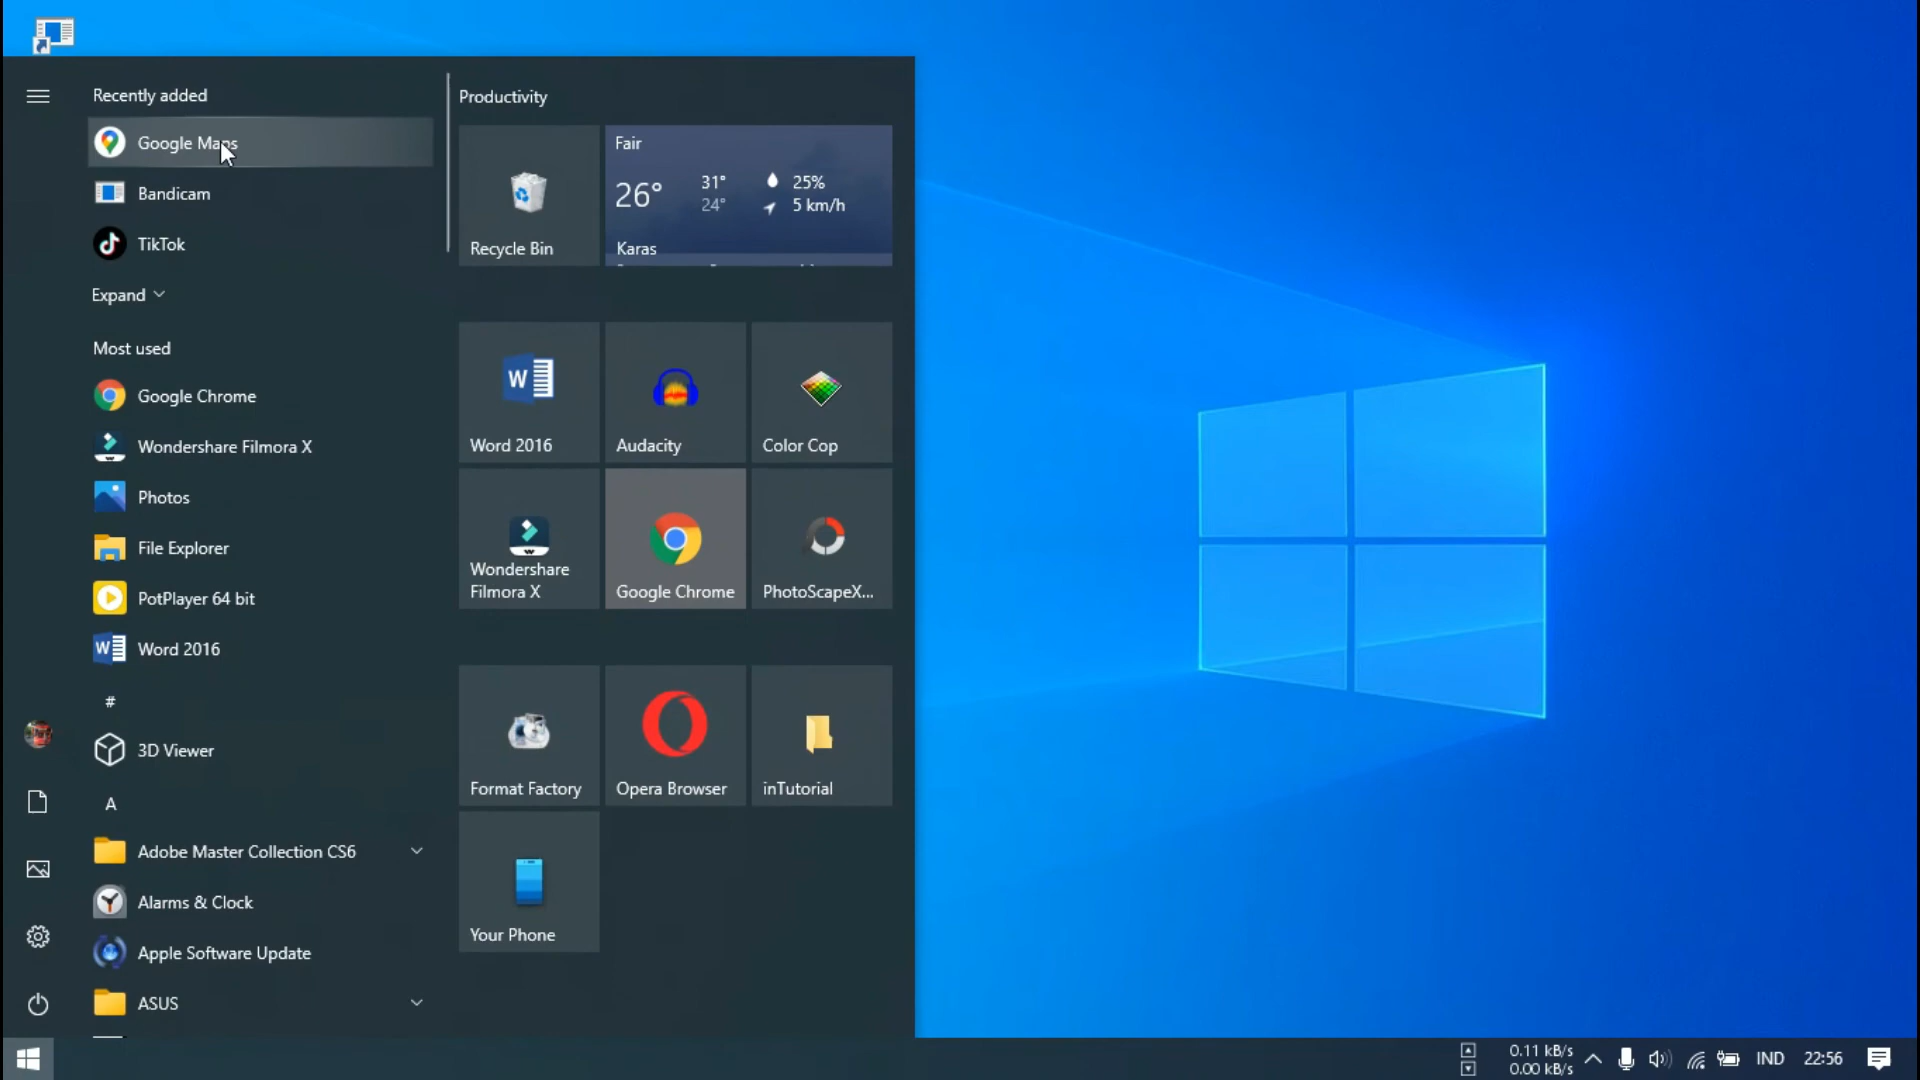 Recently added
Google Maps
Bandicam
TikTok
Expand
Most used
Google Chrome
Wondershare Filmora X
Photos
File Explorer
PotPlayer 64 bit
Word 2016
#
3D Viewer
A
Adobe Master Collection CS6
Alarms & Clock
Apple Software Update
ASUS
Productivity
Recycle Bin
Fair
26°
31°
24°
25%
5 km/h
Karas
W
Word 2016
Audacity
Color Cop
Wondershare
Filmora X
Google Chrome
PhotoScapeX...
Format Factory
Opera Browser
inTutorial
Your Phone
0.11 kB/s
0.00 kB/s
IND
22:56